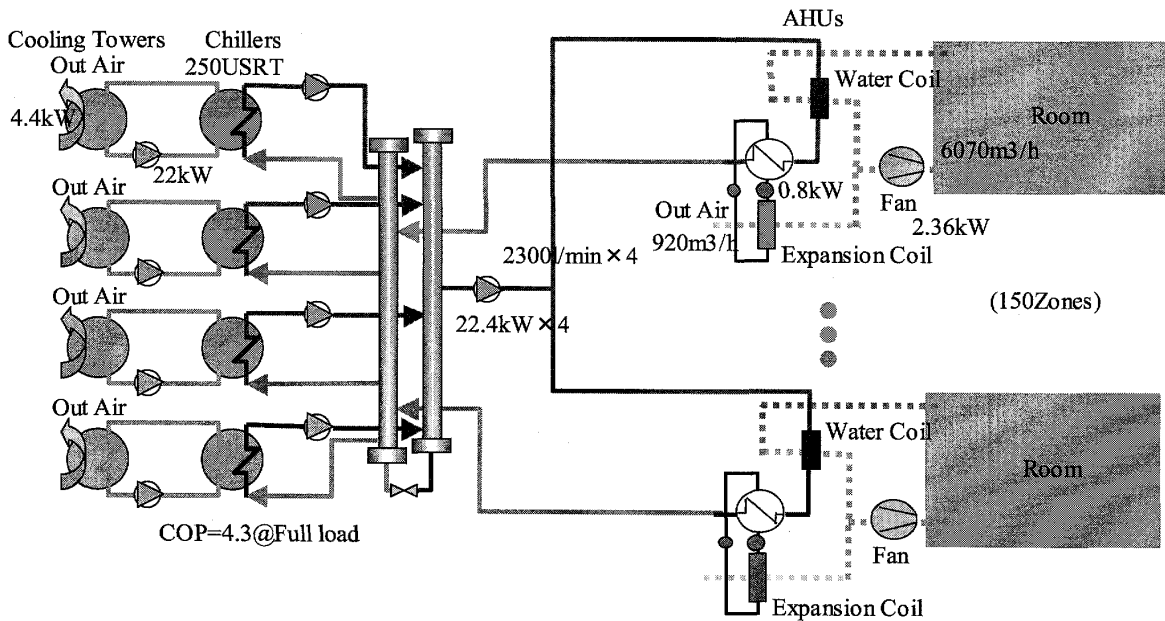 AHUs
Cooling Towers
Chillers
Out Air
250USRT
Water Coil
4.4kW
Room
6070m3/h
22kW
0.8kW
Out Air
Out Air
Fan
920m3/h
2.36kW
2300l/min×4
Expansion Coil
Out Air
22.4kW×4
(150Zones)
Out Air
Water Coil
Room
COP=4.3@Full load
Fan
Expansion Coil